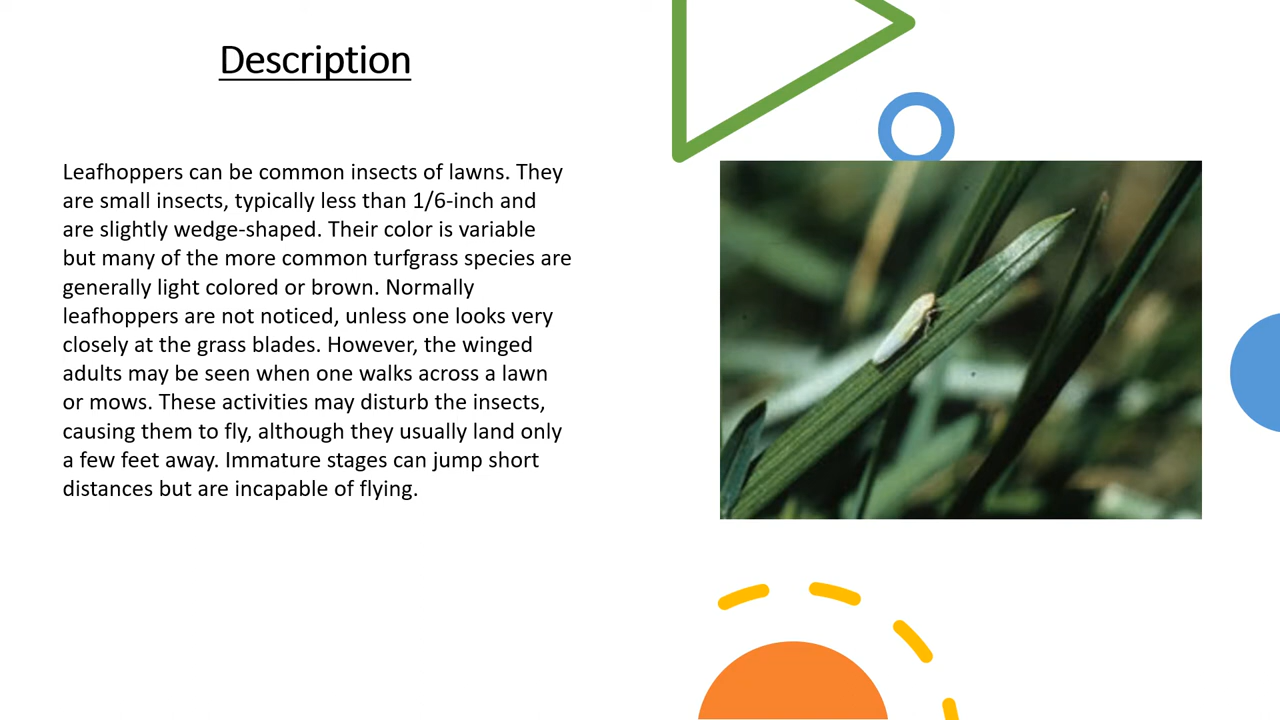 Description
Leafhoppers can be common insects of lawns. They
are small insects, typically less than 1/6-inch and
are slightly wedge-shaped. Their color is variable
but many of the more common turfgrass species are
generally light colored or brown. Normally
leafhoppers are not noticed, unless one looks very
closely at the grass blades. However, the winged
adults may be seen when one walks across a lawn
or mows. These activities may disturb the insects,
causing them to fly, although they usually land only
a few feet away. Immature stages can jump short
distances but are incapable of flying.